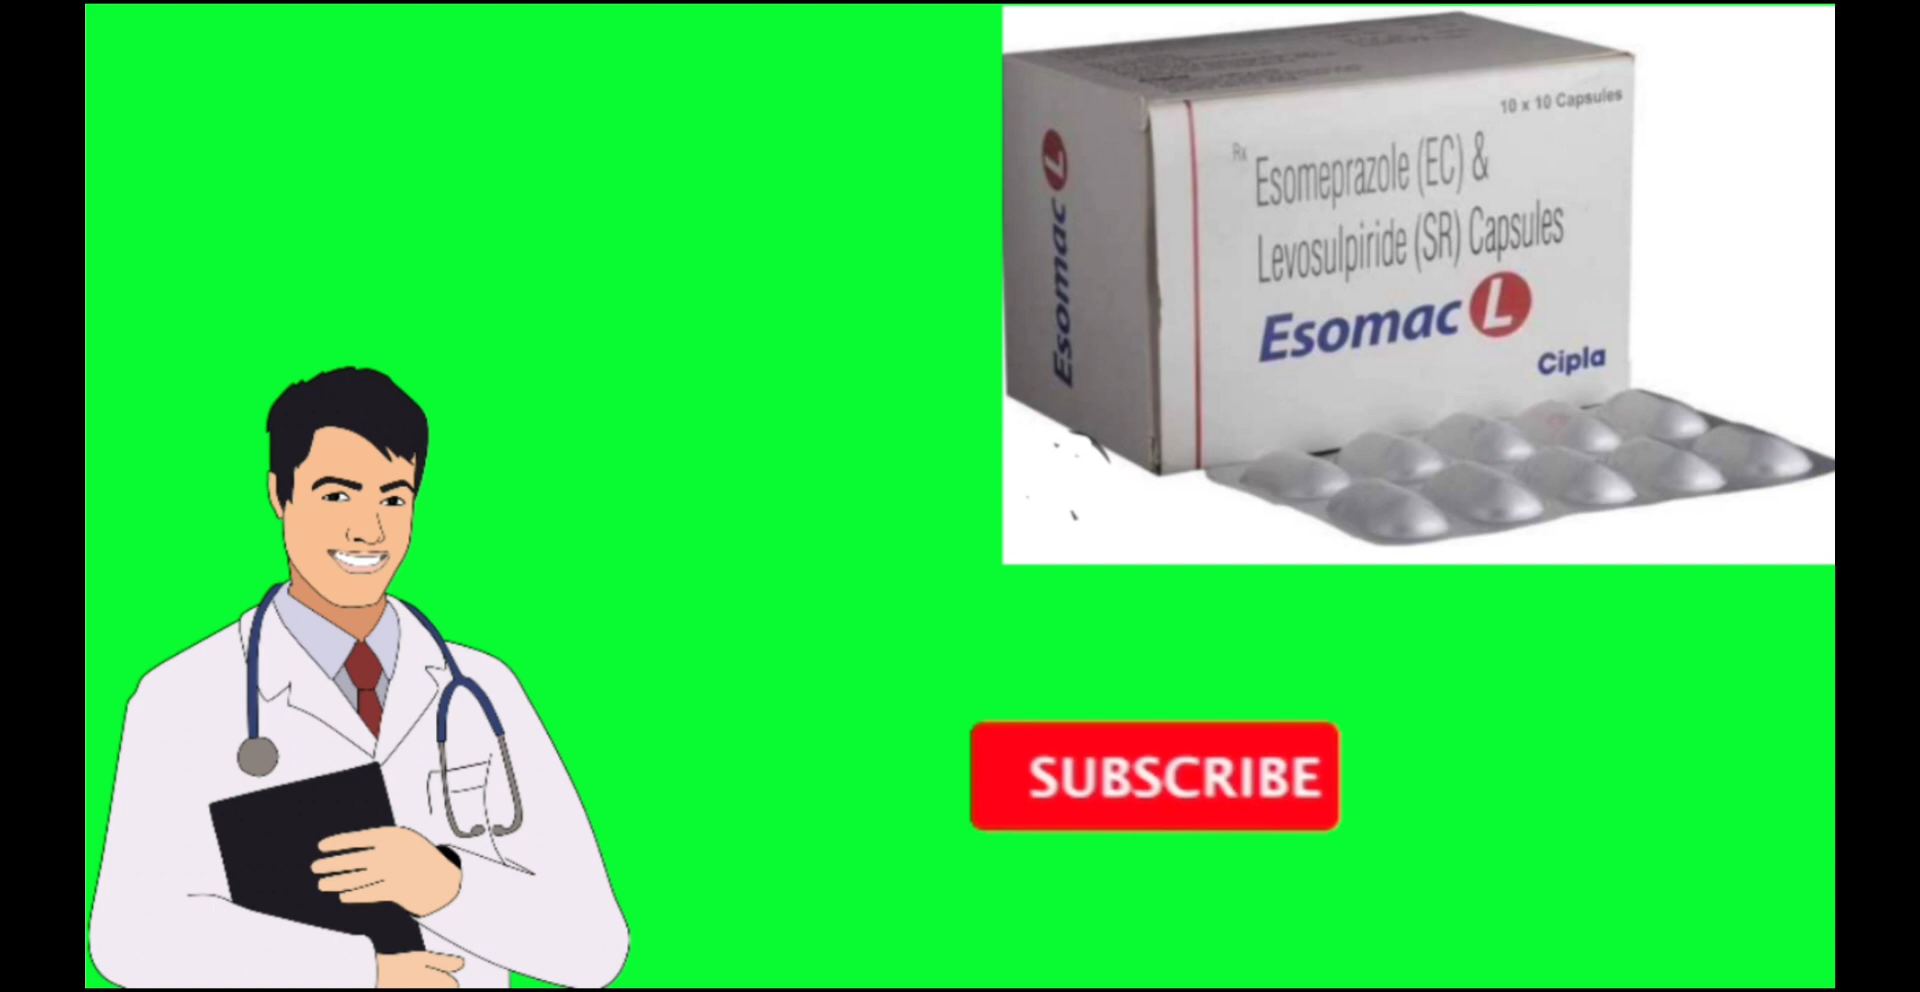 10 x 10 Capsules
Rx
Esomeprazole (EC) &
Levosulpiride (SR) Capsules
Esomac L
Cipla
Esomac L
SUBSCRIBE